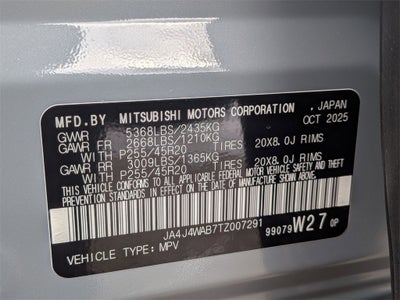 MFD.BY MITSUBISHI MOTORS CORPORATION, JAPAN
OCT 2025
GVWR 5368LBS/2435KG
GAWR FR 2668LBS/1210KG
WITH P255/45R20 TIRES 20X8.0J RIMS
GAWR RR 3009LBS/1365KG
WITH P255/45R20 TIRES 20X8.0J RIMS
THIS VEHICLE CONFORMS TO ALL APPLICABLE FEDERAL MOTOR VEHICLE SAFETY AND THEFT
PREVENTION STANDARDS IN EFFECT ON THE DATE OF MANUFACTURE SHOWN ABOVE.
JA4J4WAB7TZ007291
VEHICLE TYPE: MPV
99079 W27 0P